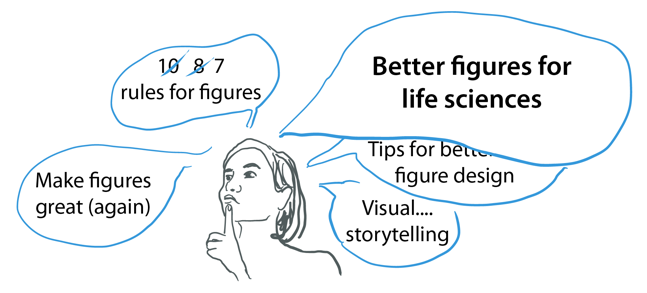 10 8 7
rules for figures
Better figures for
life sciences
Make figures
great (again)
Tips for bette
figure design
Visual....
storytelling